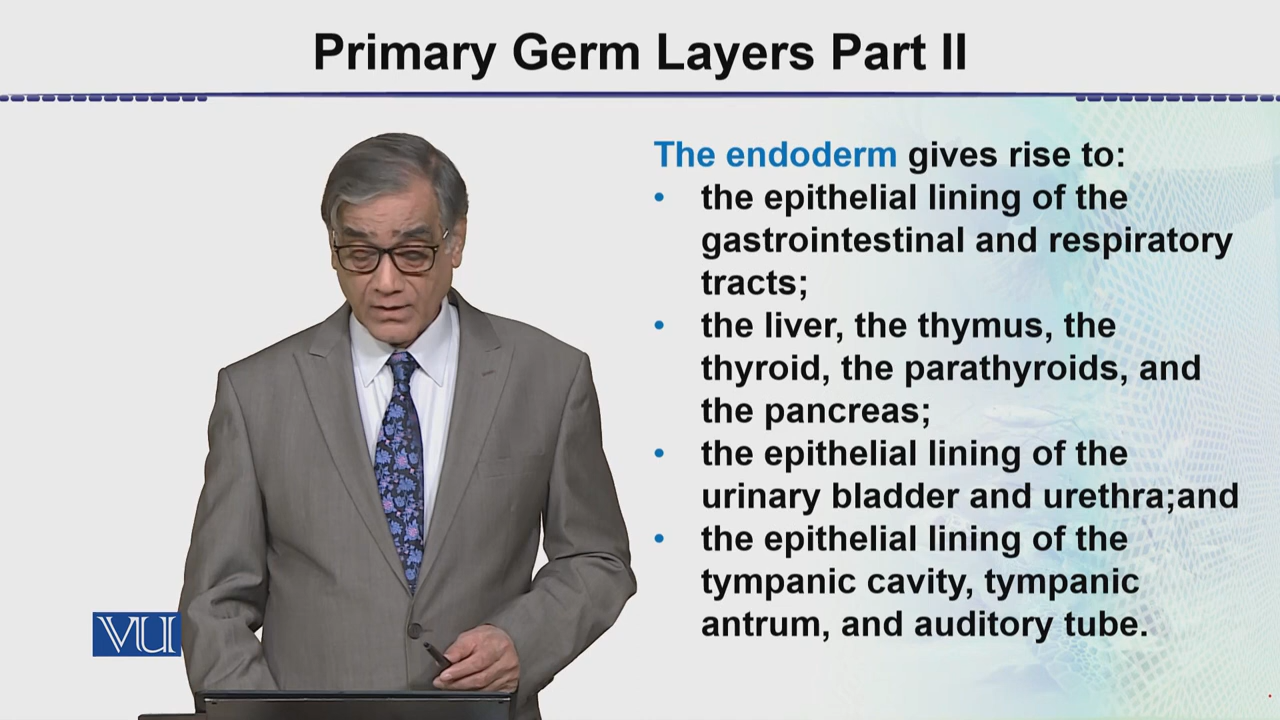 Primary Germ Layers Part II
The endoderm gives rise to:
• the epithelial lining of the
gastrointestinal and respiratory
tracts;
• the liver, the thymus, the
thyroid, the parathyroids, and
the pancreas;
• the epithelial lining of the
urinary bladder and urethra;and
• the epithelial lining of the
tympanic cavity, tympanic
antrum, and auditory tube.
VU